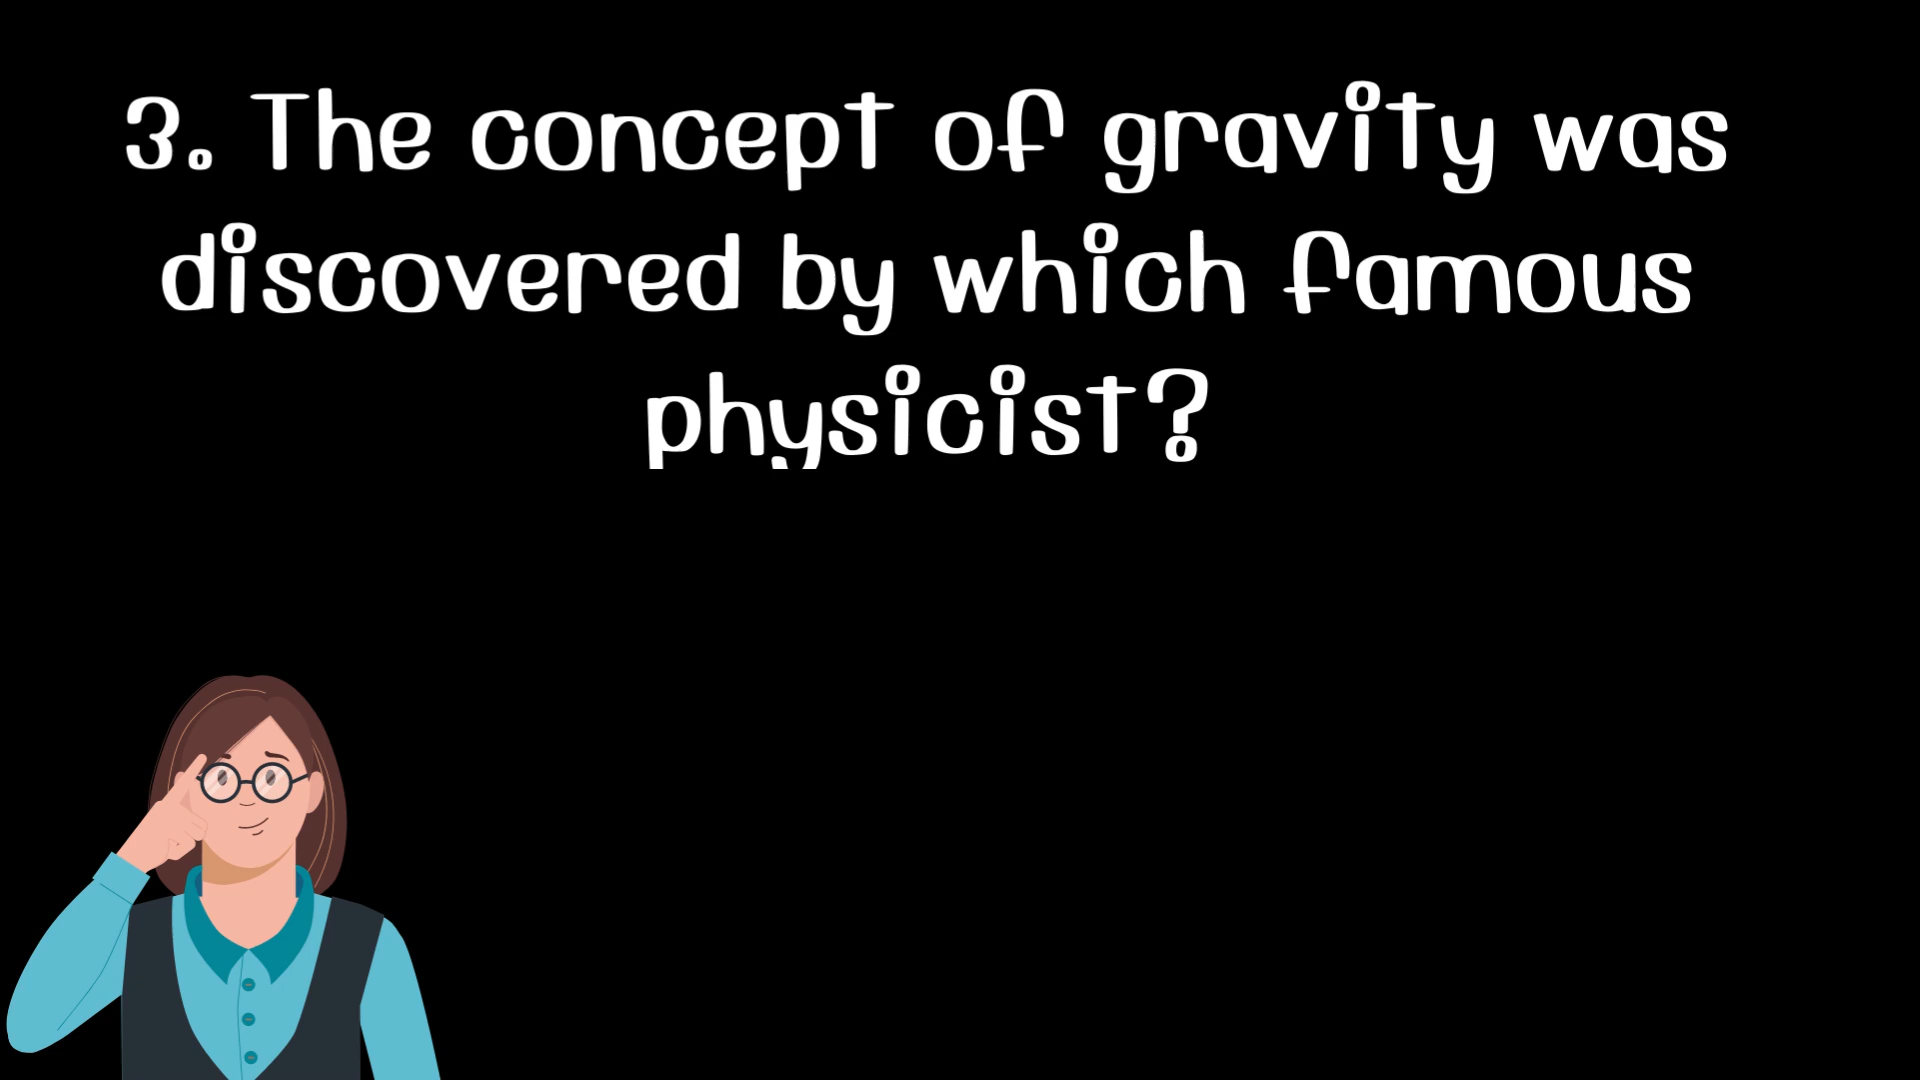 3. The concept of gravity was
discovered by which famous
physicist?